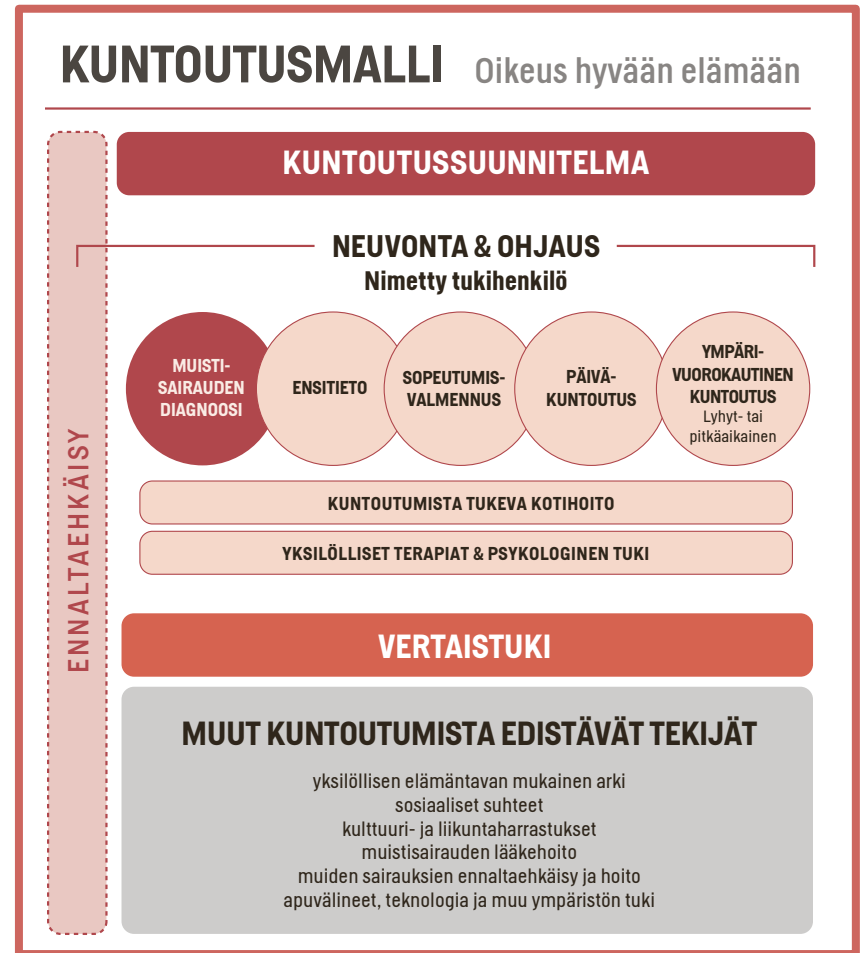 KUNTOUTUSMALLI Oikeus hyvään elämään
ENNALTAEHKÄISY
KUNTOUTUSSUUNNITELMA
NEUVONTA & OHJAUS
Nimetty tukihenkilö
MUISTI-
SAIRAUDEN
DIAGNOOSI
ENSITIETO
SOPEUTUMIS-
VALMENNUS
PÄIVÄ-
KUNTOUTUS
YMPÄRI-
VUOROKAUTINEN
KUNTOUTUS
Lyhyt- tai
pitkäaikainen
KUNTOUTUMISTA TUKEVA KOTIHOITO
YKSILÖLLISET TERAPIAT & PSYKOLOGINEN TUKI
VERTAISTUKI
MUUT KUNTOUTUMISTA EDISTÄVÄT TEKIJÄT
yksilöllisen elämäntavan mukainen arki
sosiaaliset suhteet
kulttuuri- ja liikuntaharrastukset
muistisairauden lääkehoito
muiden sairauksien ennaltaehkäisy ja hoito
apuvälineet, teknologia ja muu ympäristön tuki